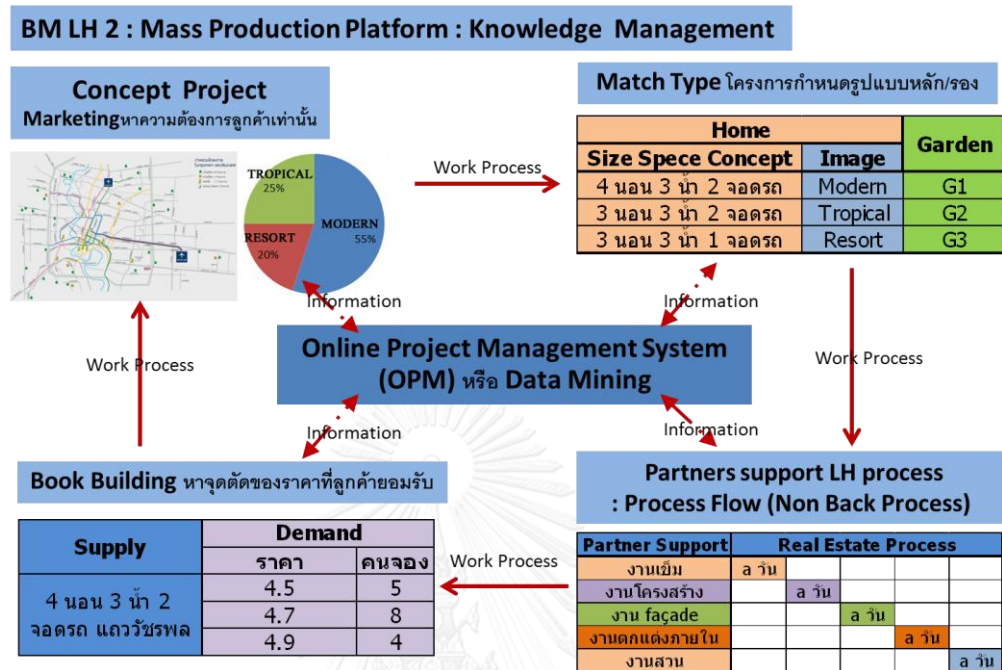 BM LH 2 : Mass Production Platform : Knowledge Management
Concept Project
Marketingหาความต้องการลูกค้าเท่านั้น
TROPICAL
25%
MODERN
55%
RESORT
20%
Work Process
Match Type โครงการกำหนดรูปแบบหลัก/รอง
Home Garden
Size Spece Concept Image
4 นอน 3 น้ำ 2 จอดรถ Modern G1
3 นอน 3 น้ำ 2 จอดรถ Tropical G2
3 นอน 3 น้ำ 1 จอดรถ Resort G3
Information
Information
Work Process
Online Project Management System
(OPM) หรือ Data Mining
Work Process
Information
Information
Book Building หาจุดตัดของราคาที่ลูกค้ายอมรับ
Supply Demand
ราคา คนจอง
4 นอน 3 น้ำ 2
จอดรถ แถววัชรพล
4.5 5
4.7 8
4.9 4
Work Process
Partners support LH process
: Process Flow (Non Back Process)
Partner Support Real Estate Process
งานเข็ม a วัน
งานโครงสร้าง a วัน
งาน façade a วัน
งานตกแต่งภายใน a วัน
งานสวน a วัน